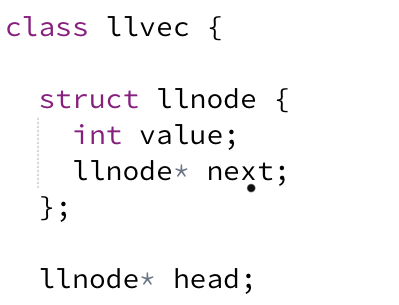 class llvec {
struct llnode {
int value;
llnode* next;
};
llnode* head;